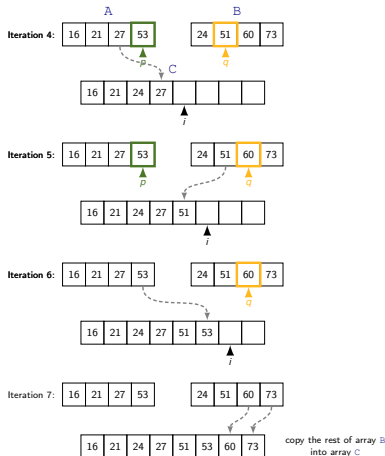 A B
Iteration 4: 16 21 27 53 24 51 60 73
p q
C
16 21 24 27
i
Iteration 5: 16 21 27 53 24 51 60 73
p q
16 21 24 27 51
i
Iteration 6: 16 21 27 53 24 51 60 73
q
16 21 24 27 51 53
i
Iteration 7: 16 21 27 53 24 51 60 73
16 21 24 27 51 53 60 73
copy the rest of array B
into array C